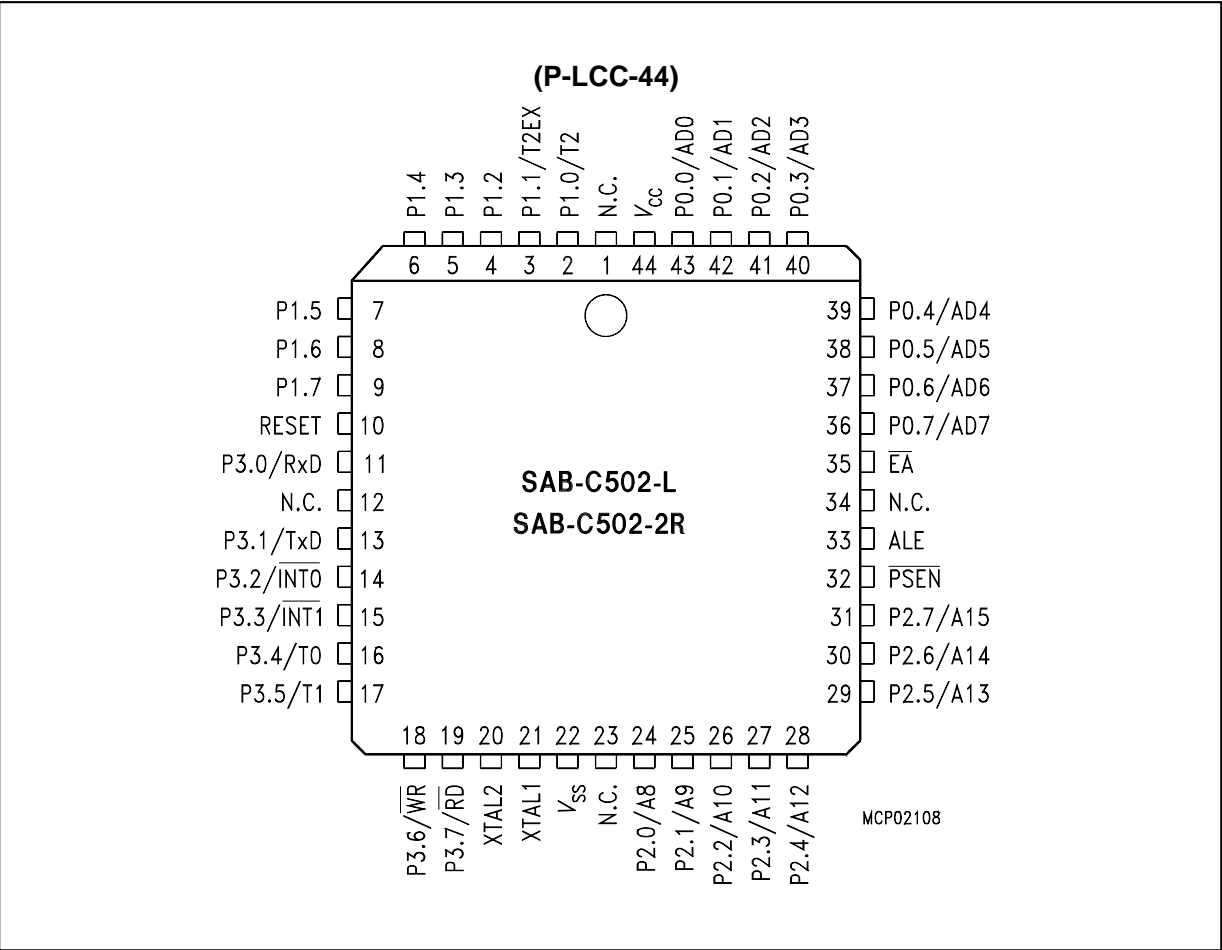 (P-LCC-44)
P1.4
P1.3
P1.2
P1.1/T2EX
P1.0/T2
N.C.
VCC
P0.0/AD0
P0.1/AD1
P0.2/AD2
P0.3/AD3
6 5 4 3 2 1 44 43 42 41 40
P1.5 7
P1.6 8
P1.7 9
RESET 10
P3.0/RxD 11
N.C. 12
P3.1/TxD 13
P3.2/I̅N̅T̅0̅ 14
P3.3/I̅N̅T̅1̅ 15
P3.4/T0 16
P3.5/T1 17
39 P0.4/AD4
38 P0.5/AD5
37 P0.6/AD6
36 P0.7/AD7
35 E̅A̅
34 N.C.
33 ALE
32 P̅S̅E̅N̅
31 P2.7/A15
30 P2.6/A14
29 P2.5/A13
SAB-C502-L
SAB-C502-2R
18 19 20 21 22 23 24 25 26 27 28
P3.6/W̅R̅
P3.7/R̅D̅
XTAL2
XTAL1
VSS
N.C.
P2.0/A8
P2.1/A9
P2.2/A10
P2.3/A11
P2.4/A12
MCP02108